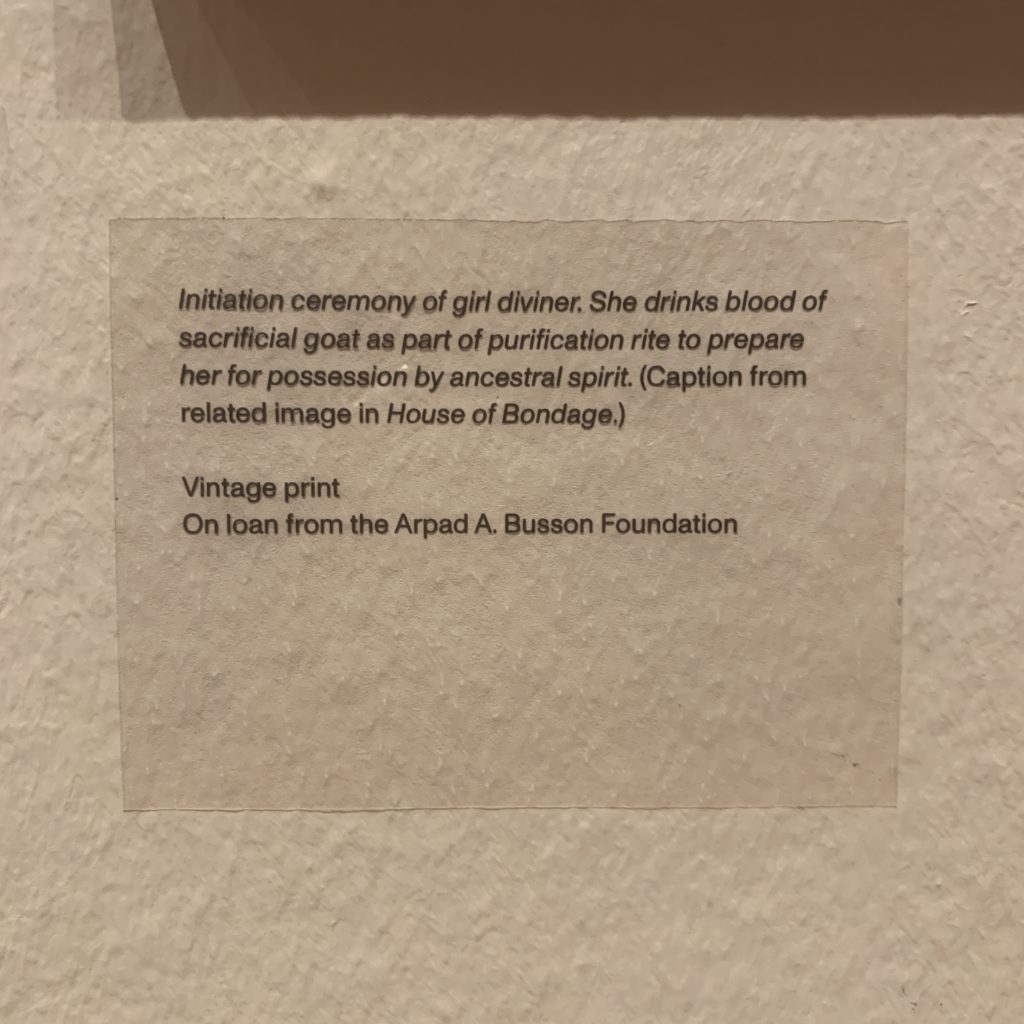 Initiation ceremony of girl diviner. She drinks blood of
sacrificial goat as part of purification rite to prepare
her for possession by ancestral spirit. (Caption from
related image in House of Bondage.)
Vintage print
On loan from the Arpad A. Busson Foundation